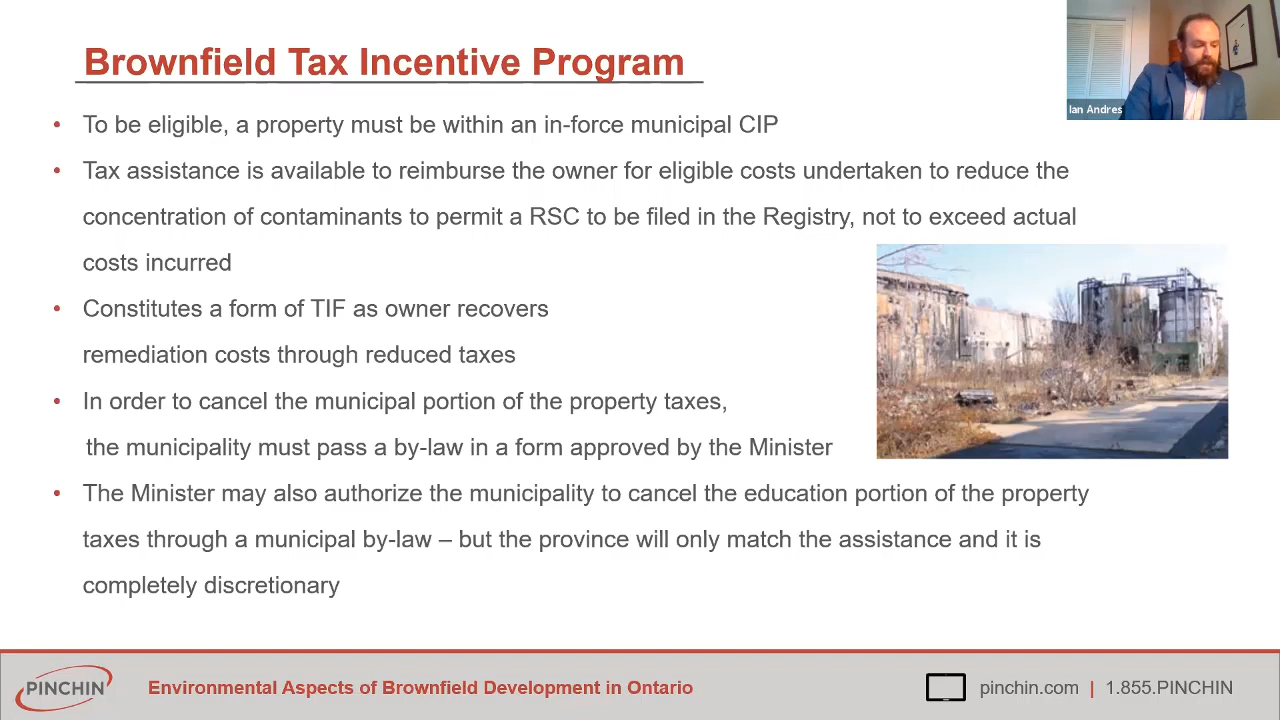 Brownfield Tax Incentive Program
Ian Andres
• To be eligible, a property must be within an in-force municipal CIP
• Tax assistance is available to reimburse the owner for eligible costs undertaken to reduce the
concentration of contaminants to permit a RSC to be filed in the Registry, not to exceed actual
costs incurred
• Constitutes a form of TIF as owner recovers
remediation costs through reduced taxes
• In order to cancel the municipal portion of the property taxes,
the municipality must pass a by-law in a form approved by the Minister
• The Minister may also authorize the municipality to cancel the education portion of the property
taxes through a municipal by-law – but the province will only match the assistance and it is
completely discretionary
PINCHIN
Environmental Aspects of Brownfield Development in Ontario
pinchin.com | 1.855.PINCHIN